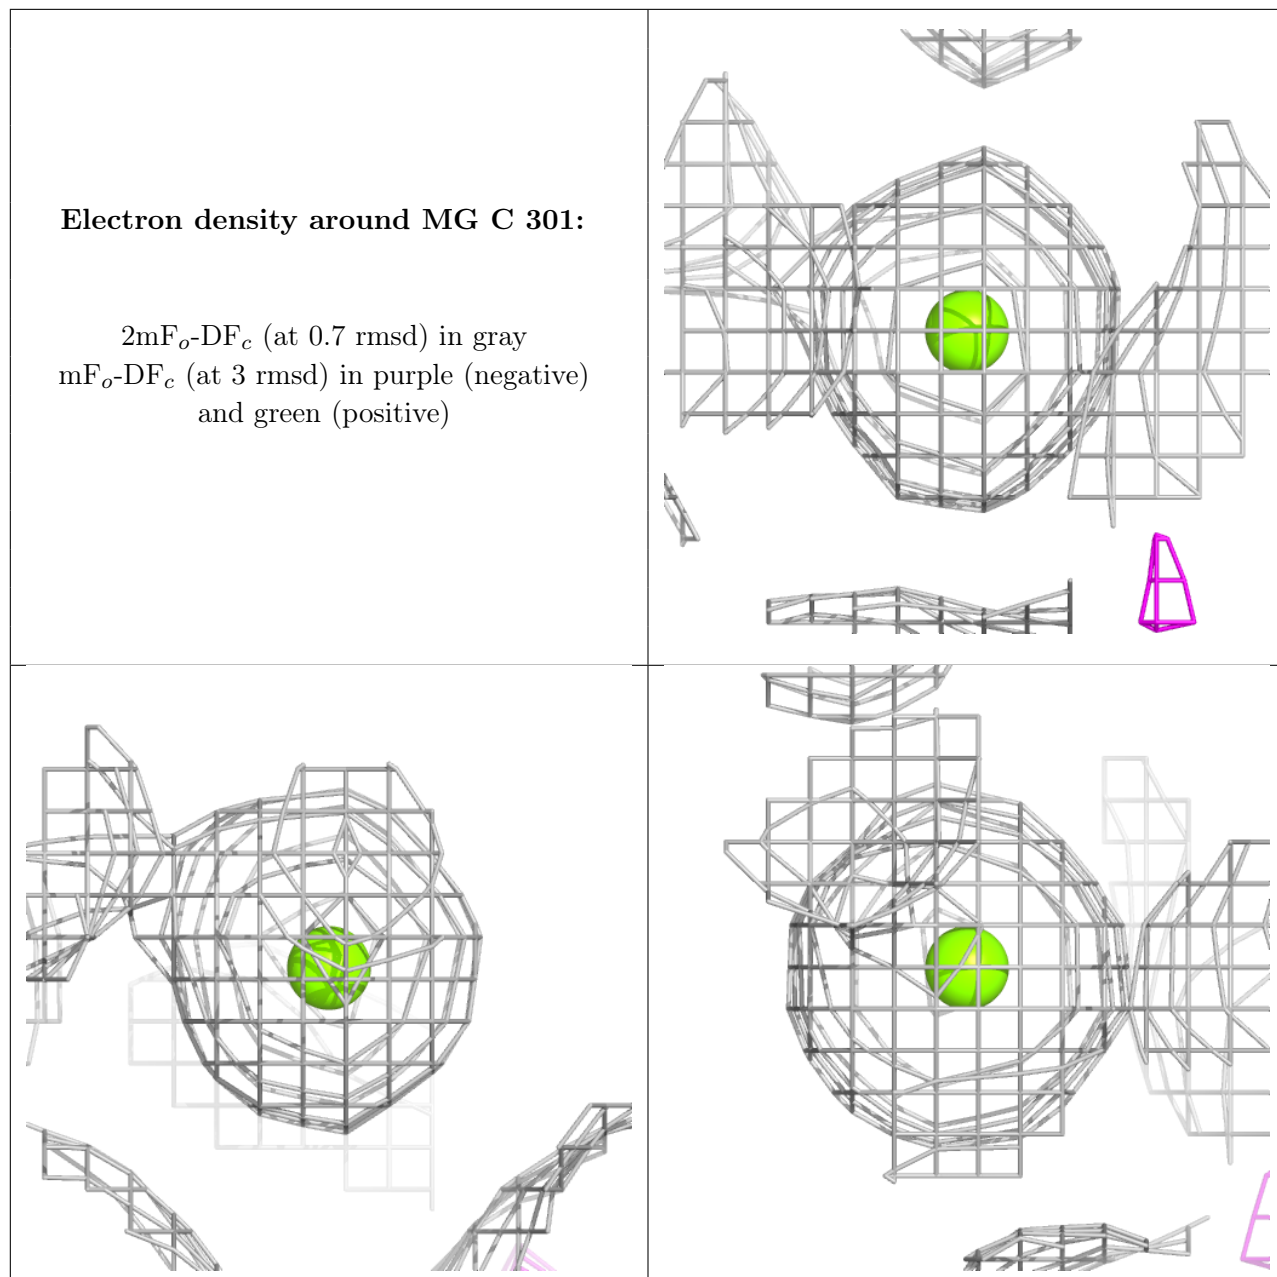 Electron density around MG C 301:
2mFₒ-DF𝒸 (at 0.7 rmsd) in gray
mFₒ-DF𝒸 (at 3 rmsd) in purple (negative)
and green (positive)